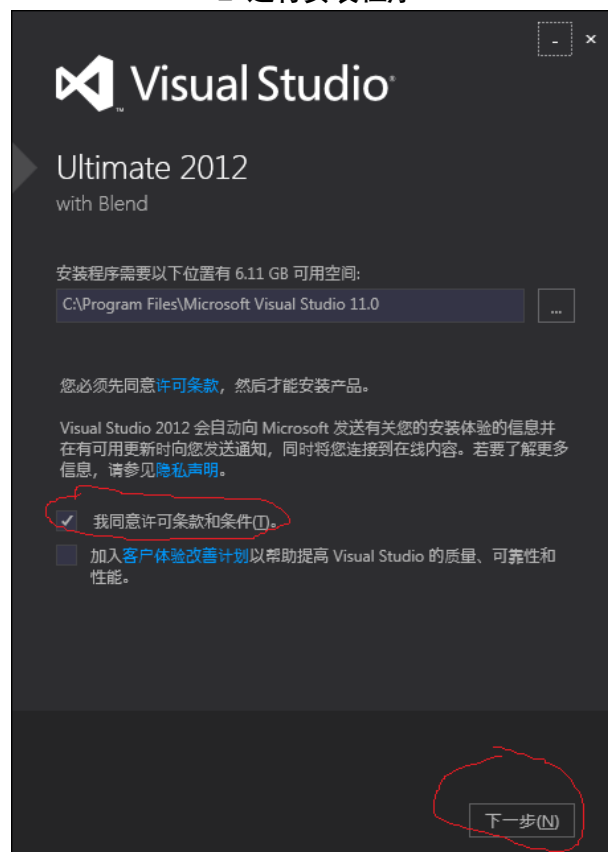 Visual Studio
Ultimate 2012
with Blend
安装程序需要以下位置有 6.11 GB 可用空间:
C:\Program Files\Microsoft Visual Studio 11.0
...
您必须先同意许可条款，然后才能安装产品。
Visual Studio 2012 会自动向 Microsoft 发送有关您的安装体验的信息并
在有可用更新时向您发送通知，同时将您连接到在线内容。若要了解更多
信息，请参见隐私声明。
我同意许可条款和条件(T)。
加入客户体验改善计划以帮助提高 Visual Studio 的质量、可靠性和
性能。
下一步(N)